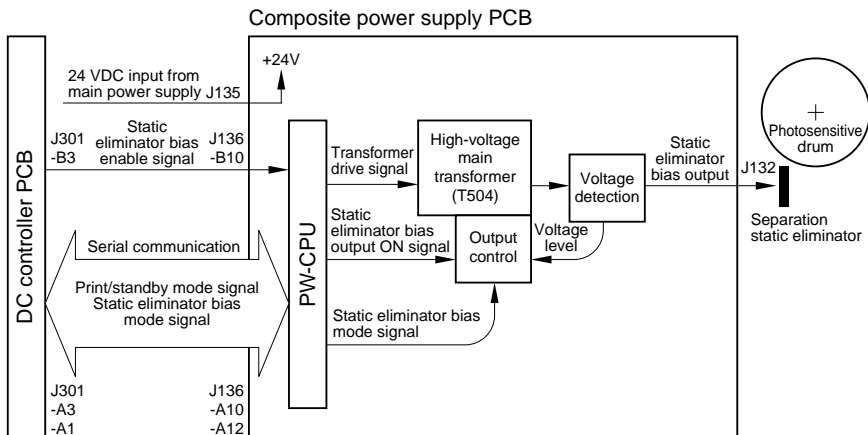 Composite power supply PCB
+24V
24 VDC input from
main power supply J135
J301
-B3
Static
eliminator bias
enable signal
J136
-B10
DC controller PCB
Serial communication
Print/standby mode signal
Static eliminator bias
mode signal
J301
-A3
-A1
J136
-A10
-A12
PW-CPU
Transformer
drive signal
High-voltage
main
transformer
(T504)
Static
eliminator bias
output ON signal
Output
control
Voltage
level
Voltage
detection
Static eliminator bias
mode signal
Static
eliminator
bias output
J132
Photosensitive
drum
Separation
static eliminator